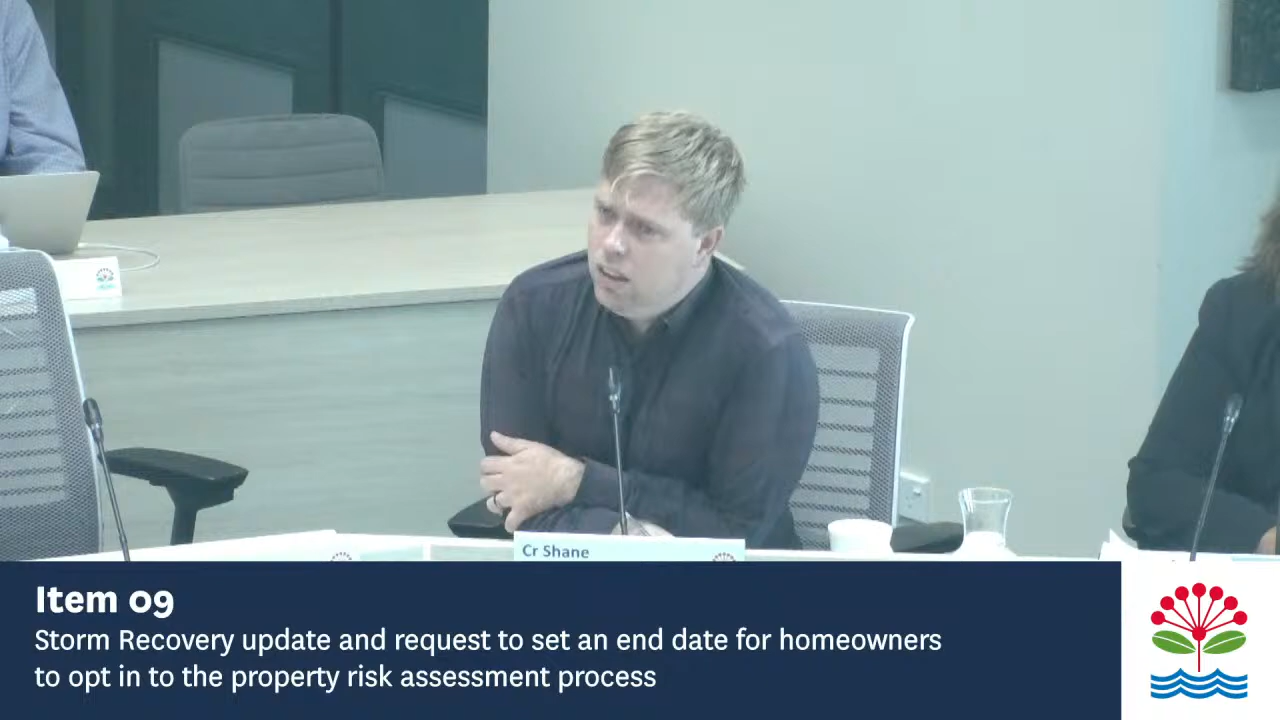 Cr Shane
Item 09
Storm Recovery update and request to set an end date for homeowners
to opt in to the property risk assessment process